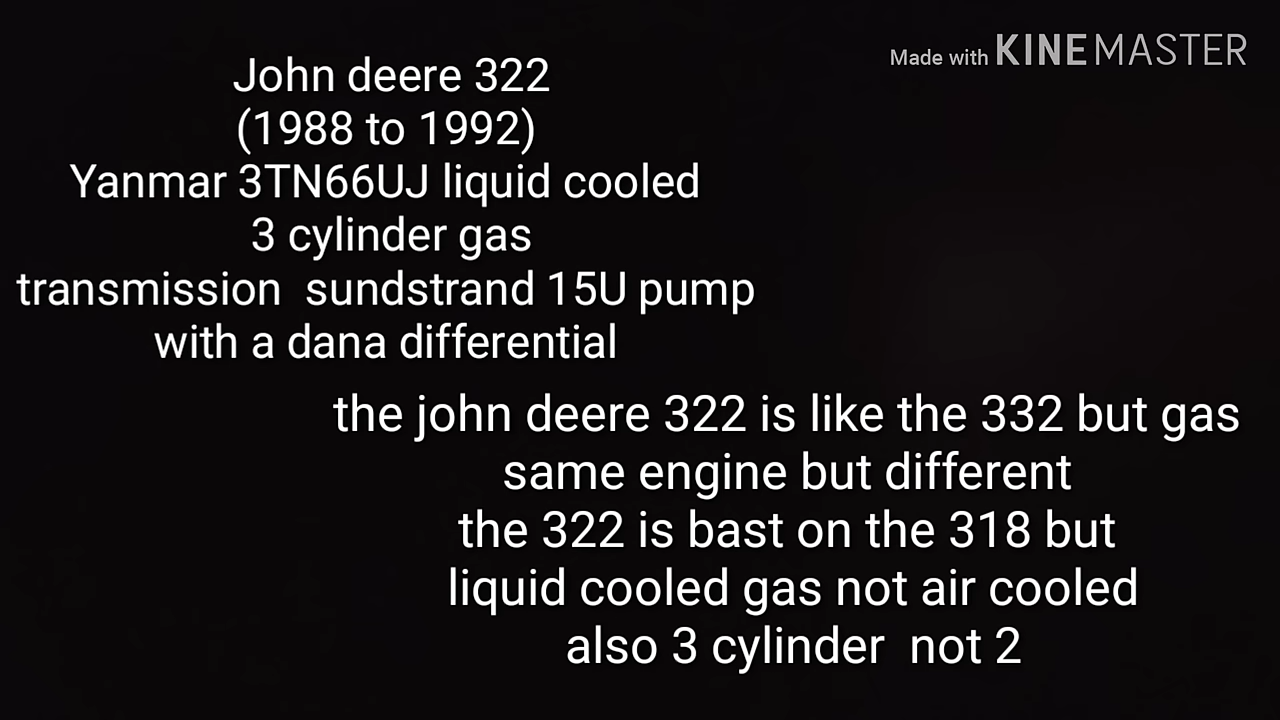 Made with KINEMASTER
John deere 322
(1988 to 1992)
Yanmar 3TN66UJ liquid cooled
3 cylinder gas
transmission  sundstrand 15U pump
with a dana differential
the john deere 322 is like the 332 but gas
same engine but different
the 322 is bast on the 318 but
liquid cooled gas not air cooled
also 3 cylinder  not 2